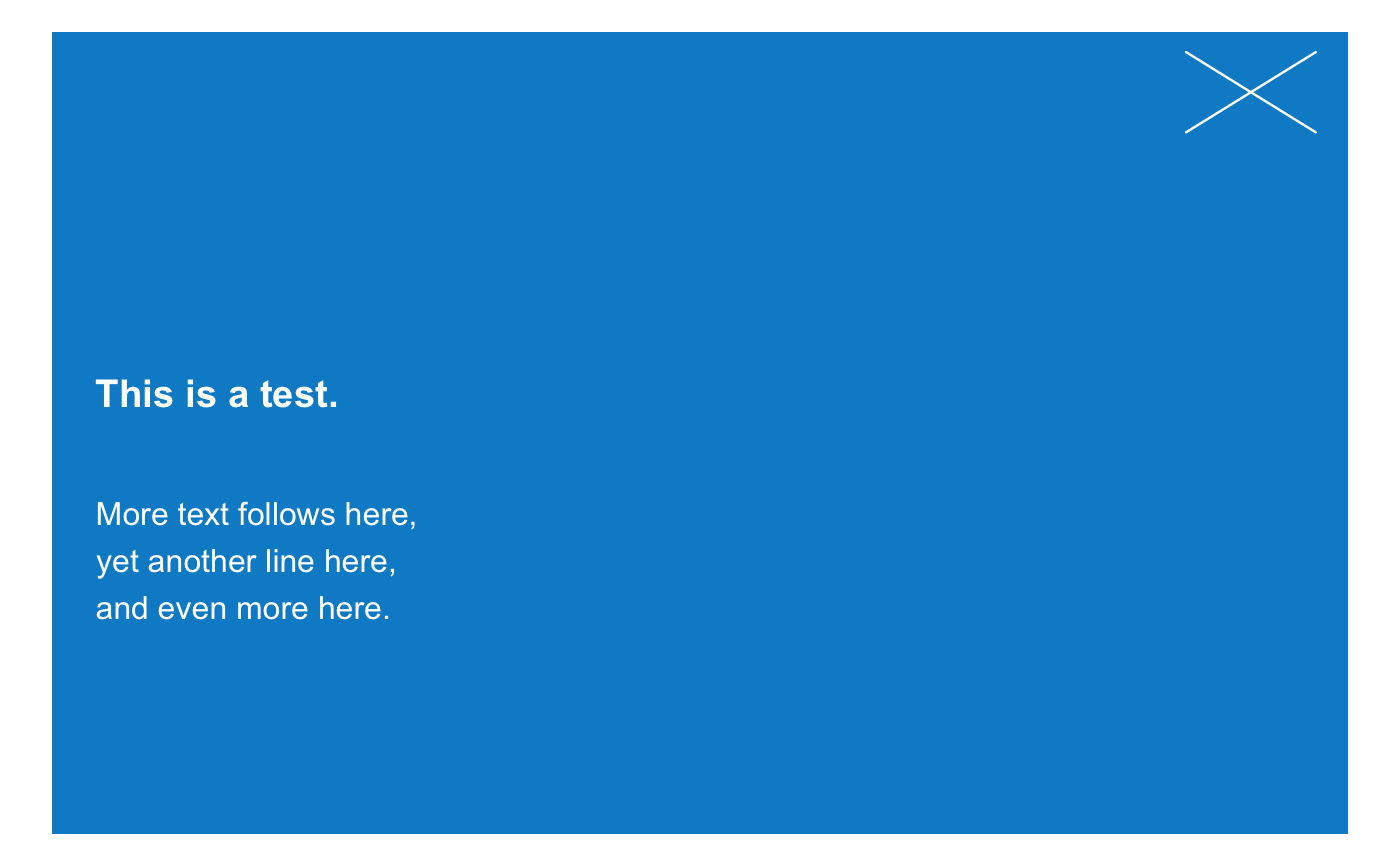 This is a test.
More text follows here,
yet another line here,
and even more here.